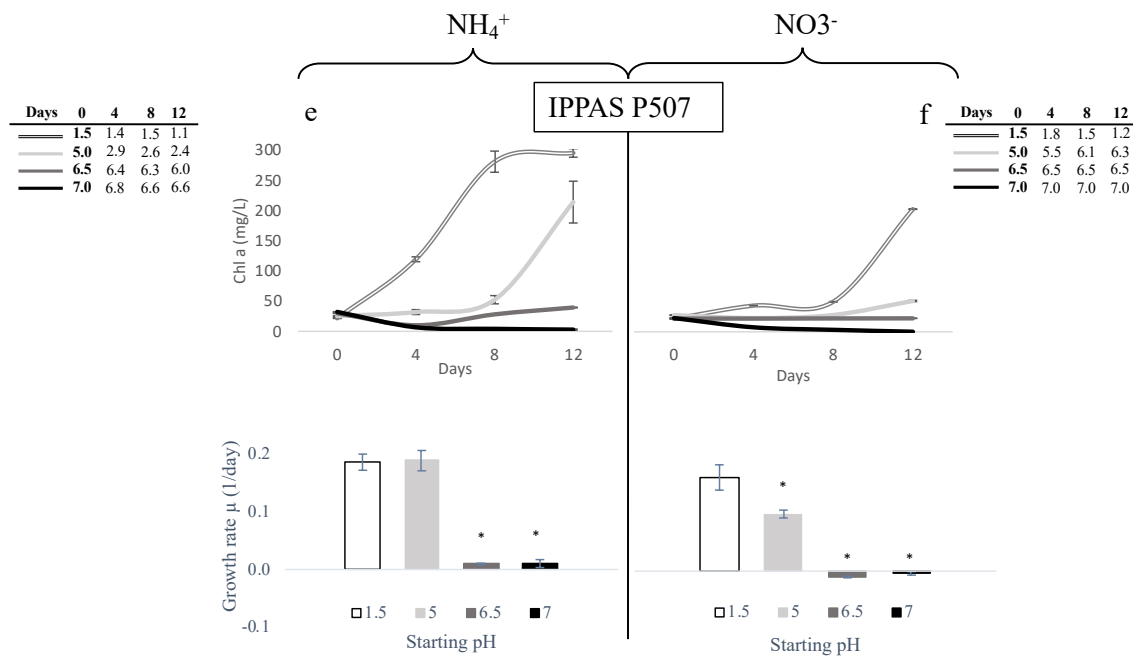 NH₄⁺ NO3⁻
IPPAS P507
e f
Days 0 4 8 12
1.5 1.4 1.5 1.1
5.0 2.9 2.6 2.4
6.5 6.4 6.3 6.0
7.0 6.8 6.6 6.6
Days 0 4 8 12
1.5 1.8 1.5 1.2
5.0 5.5 6.1 6.3
6.5 6.5 6.5 6.5
7.0 7.0 7.0 7.0
Chl a (mg/L)
300
250
200
150
100
50
0
0 4 8 12
Days
0 4 8 12
Days
Growth rate µ (1/day)
0.2
0.1
0.0
-0.1
* *
* * *
1.5 5 6.5 7
Starting pH
1.5 5 6.5 7
Starting pH